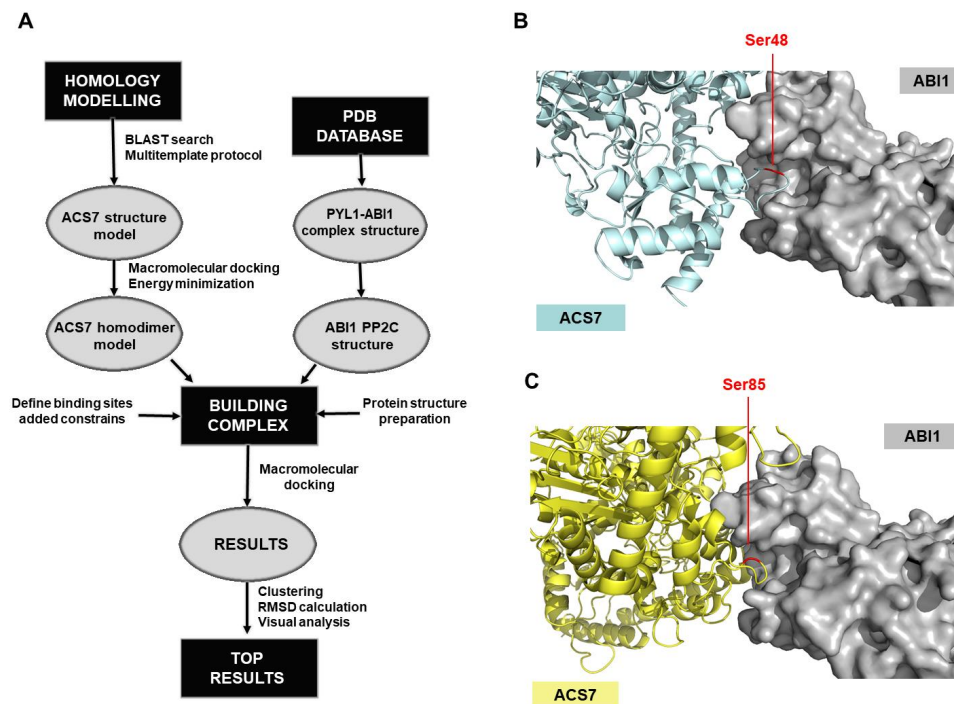 A
HOMOLOGY
MODELLING
BLAST search
Multitemplate protocol
PDB
DATABASE
ACS7 structure
model
PYL1-ABI1
complex structure
Macromolecular docking
Energy minimization
ACS7 homodimer
model
ABI1 PP2C
structure
Define binding sites
added constrains
BUILDING
COMPLEX
Protein structure
preparation
Macromolecular
docking
RESULTS
Clustering
RMSD calculation
Visual analysis
TOP
RESULTS
B
Ser48
ABI1
ACS7
C
Ser85
ABI1
ACS7